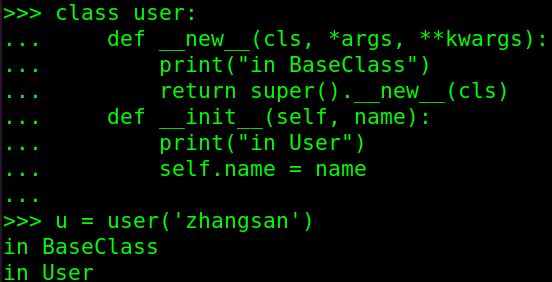 >>> class user:
...     def __new__(cls, *args, **kwargs):
...         print("in BaseClass")
...         return super().__new__(cls)
...     def __init__(self, name):
...         print("in User")
...         self.name = name
...
>>> u = user('zhangsan')
in BaseClass
in User